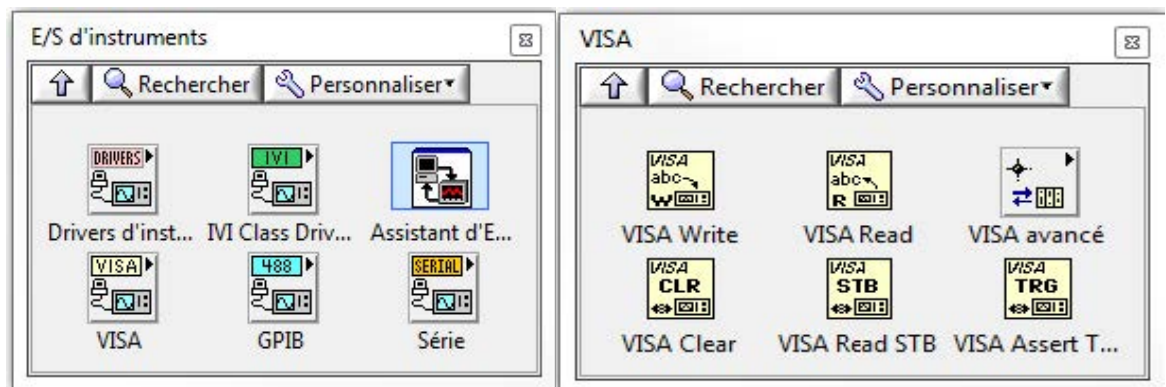 E/S d'instruments
Rechercher Personnaliser
DRIVERS IVI
Drivers d'inst... IVI Class Driv... Assistant d'E...
VISA 488 SERIAL
VISA GPIB Série
VISA
Rechercher Personnaliser
VISA VISA
abc abc
W R
VISA Write VISA Read VISA avancé
VISA VISA VISA
CLR STB TRG
VISA Clear VISA Read STB VISA Assert T...